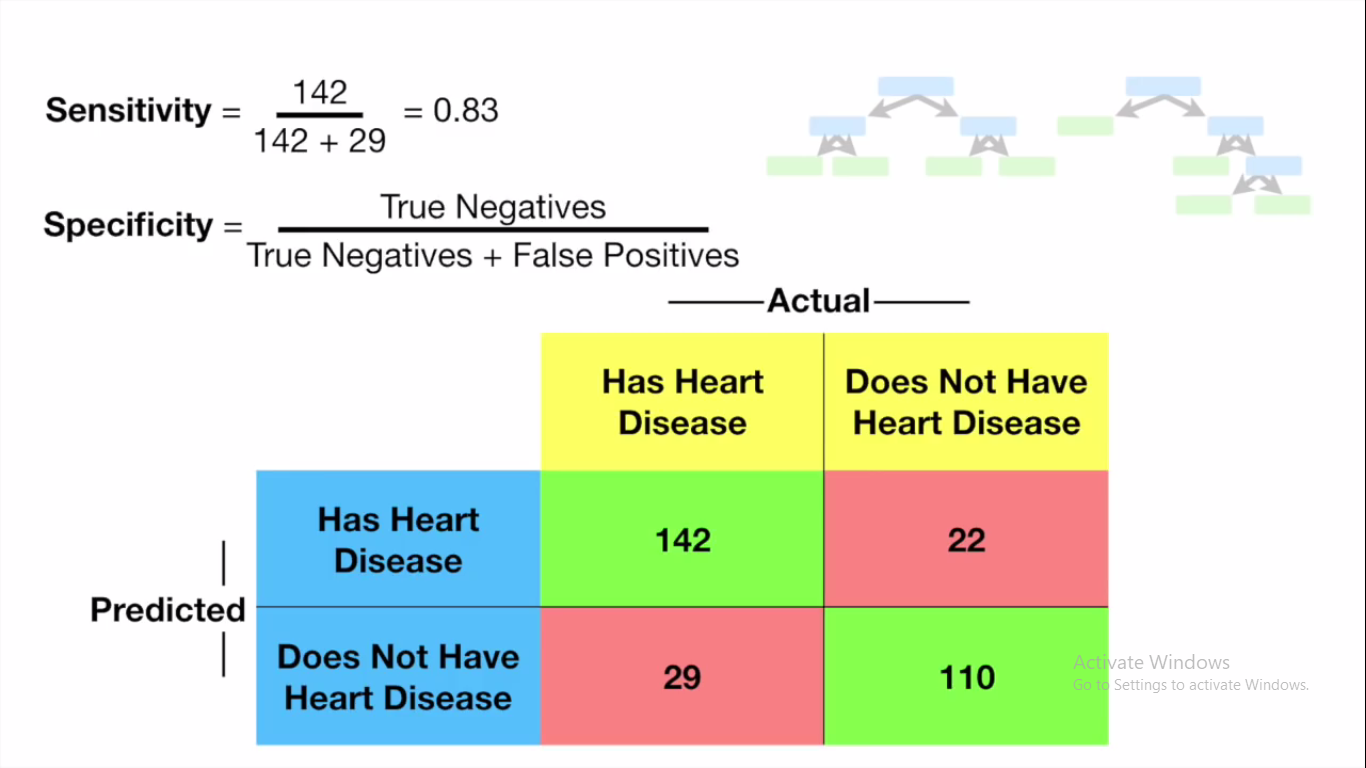 142
Sensitivity = = 0.83
142 + 29
True Negatives
Specificity =
True Negatives + False Positives
Actual
Has Heart
Disease
Does Not Have
Heart Disease
Has Heart
Disease
142
22
Predicted
Does Not Have
Heart Disease
29
110
Activate Windows
Go to Settings to activate Windows.